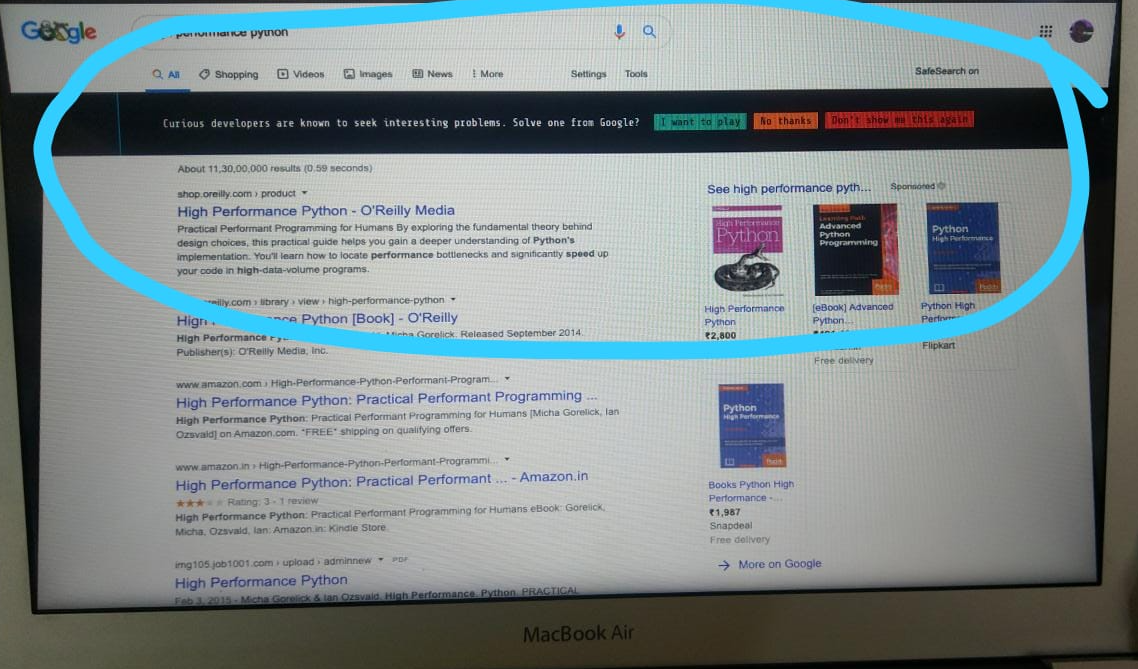 Google
performance python
All
Shopping
Videos
Images
News
More
Settings
Tools
SafeSearch on
Curious developers are known to seek interesting problems. Solve one from Google?
I want to play
No thanks
Don't show me this again
About 11,30,00,000 results (0.59 seconds)
shop.oreilly.com › product
High Performance Python - O'Reilly Media
Practical Performant Programming for Humans By exploring the fundamental theory behind
design choices, this practical guide helps you gain a deeper understanding of Python's
implementation. You'll learn how to locate performance bottlenecks and significantly speed up
your code in high-data-volume programs.
› library › view › high-performance-python
Python [Book] - O'Reilly
High Performance
Micha Gorelick. Released September 2014.
Publisher(s): O'Reilly Media, Inc.
www.amazon.com › High-Performance-Python-Performant-Program...
High Performance Python: Practical Performant Programming ...
High Performance Python: Practical Performant Programming for Humans [Micha Gorelick, Ian
Ozsvald] on Amazon.com. *FREE* shipping on qualifying offers.
www.amazon.in › High-Performance-Python-Performant-Programmi...
High Performance Python: Practical Performant ... - Amazon.in
Rating: 3 - 1 review
High Performance Python: Practical Performant Programming for Humans eBook: Gorelick,
Micha, Ozsvald, Ian: Amazon.in: Kindle Store.
img105.job1001.com › upload › adminnew
PDF
High Performance Python
Feb 3, 2015 - Micha Gorelick & Ian Ozsvald. High Performance. Python. PRACTICAL
See high performance pyth...
Sponsored
High Performance
Python
Learning Path
Advanced
Python
Programming
Packt
Python
High Performance
Packt
High Performance
Python
₹2,800
[eBook] Advanced
Python...
Free delivery
Python High
Flipkart
Python
High Performance
Packt
Books Python High
Performance -...
₹1,987
Snapdeal
Free delivery
More on Google
MacBook Air